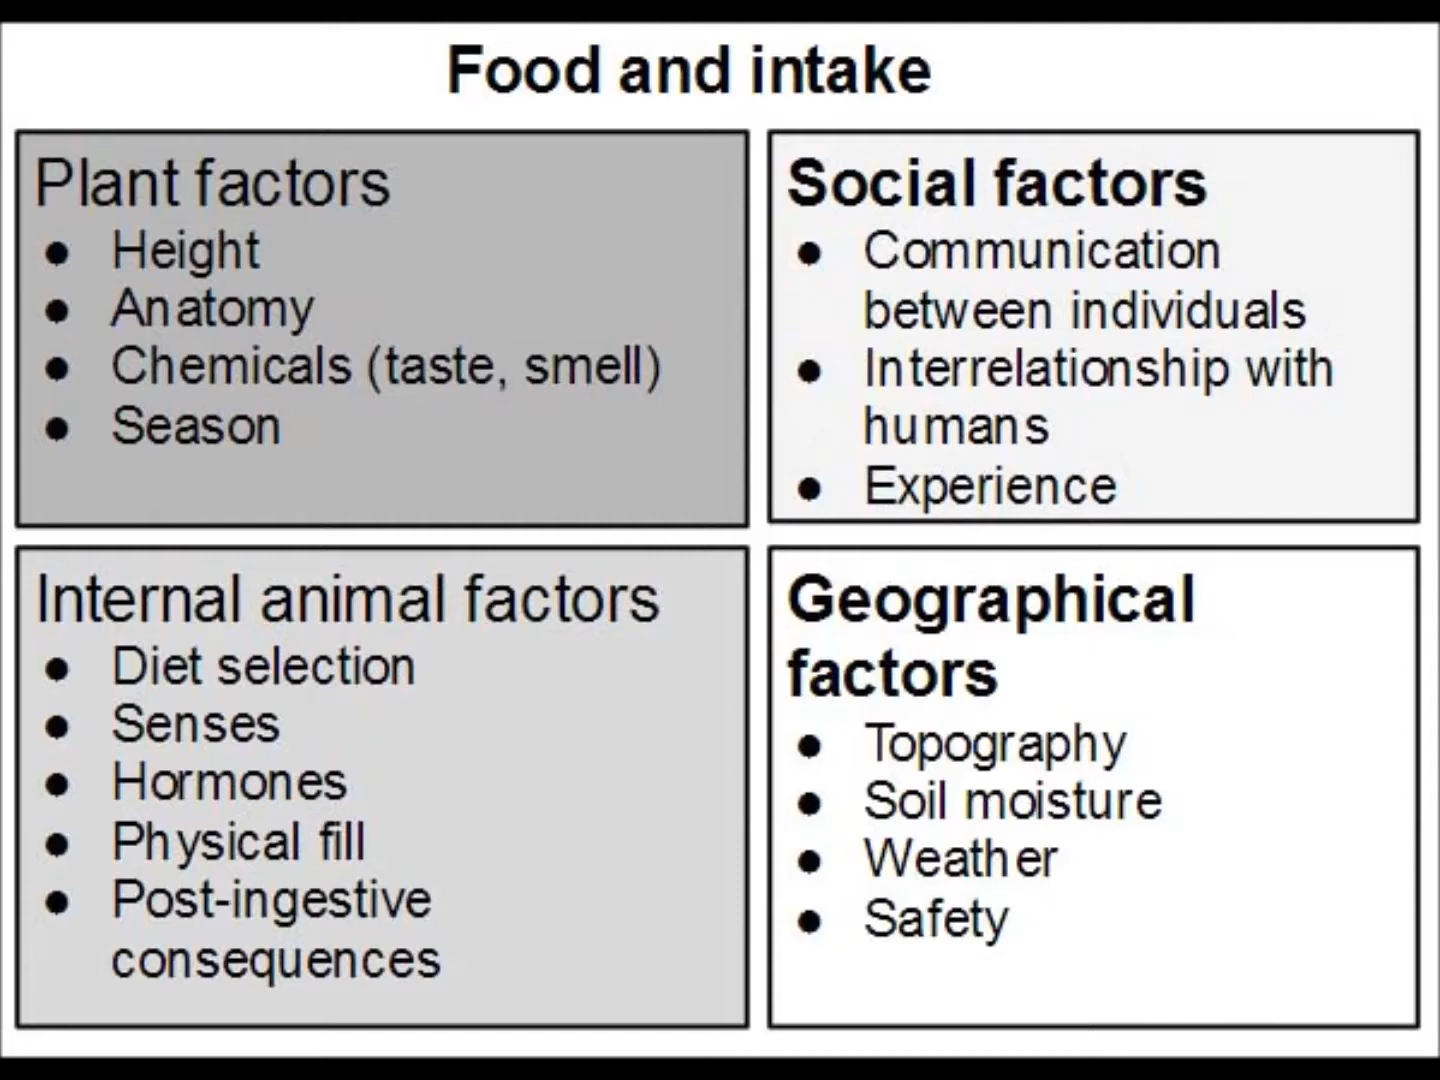 Food and intake
Plant factors
● Height
● Anatomy
● Chemicals (taste, smell)
● Season
Social factors
● Communication
between individuals
● Interrelationship with
humans
● Experience
Internal animal factors
● Diet selection
● Senses
● Hormones
● Physical fill
● Post-ingestive
consequences
Geographical
factors
● Topography
● Soil moisture
● Weather
● Safety